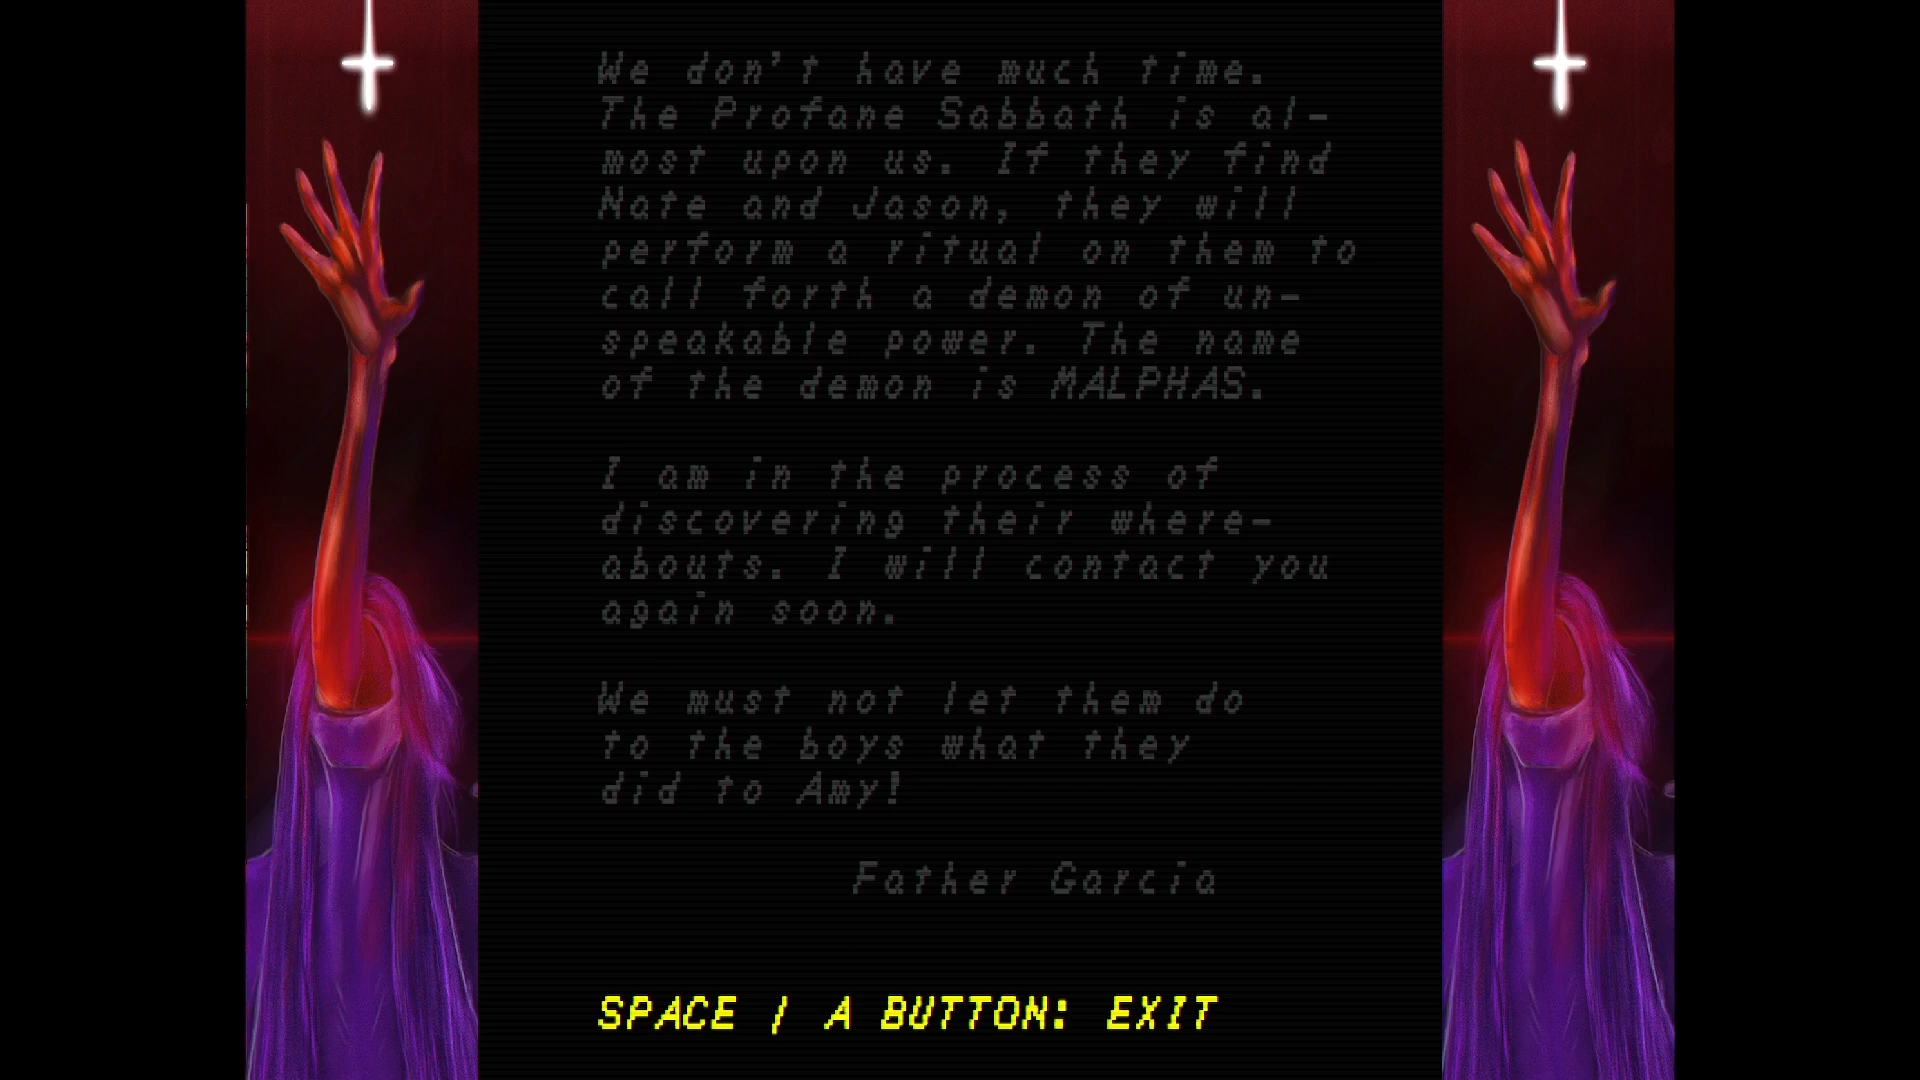 We don't have much time.
The Profane Sabbath is al-
most upon us. If they find
Nate and Jason, they will
perform a ritual on them to
call forth a demon of un-
speakable power. The name
of the demon is MALPHAS.
I am in the process of
discovering their where-
abouts. I will contact you
again soon.
We must not let them do
to the boys what they
did to Amy!
Father Garcia
SPACE / A BUTTON: EXIT